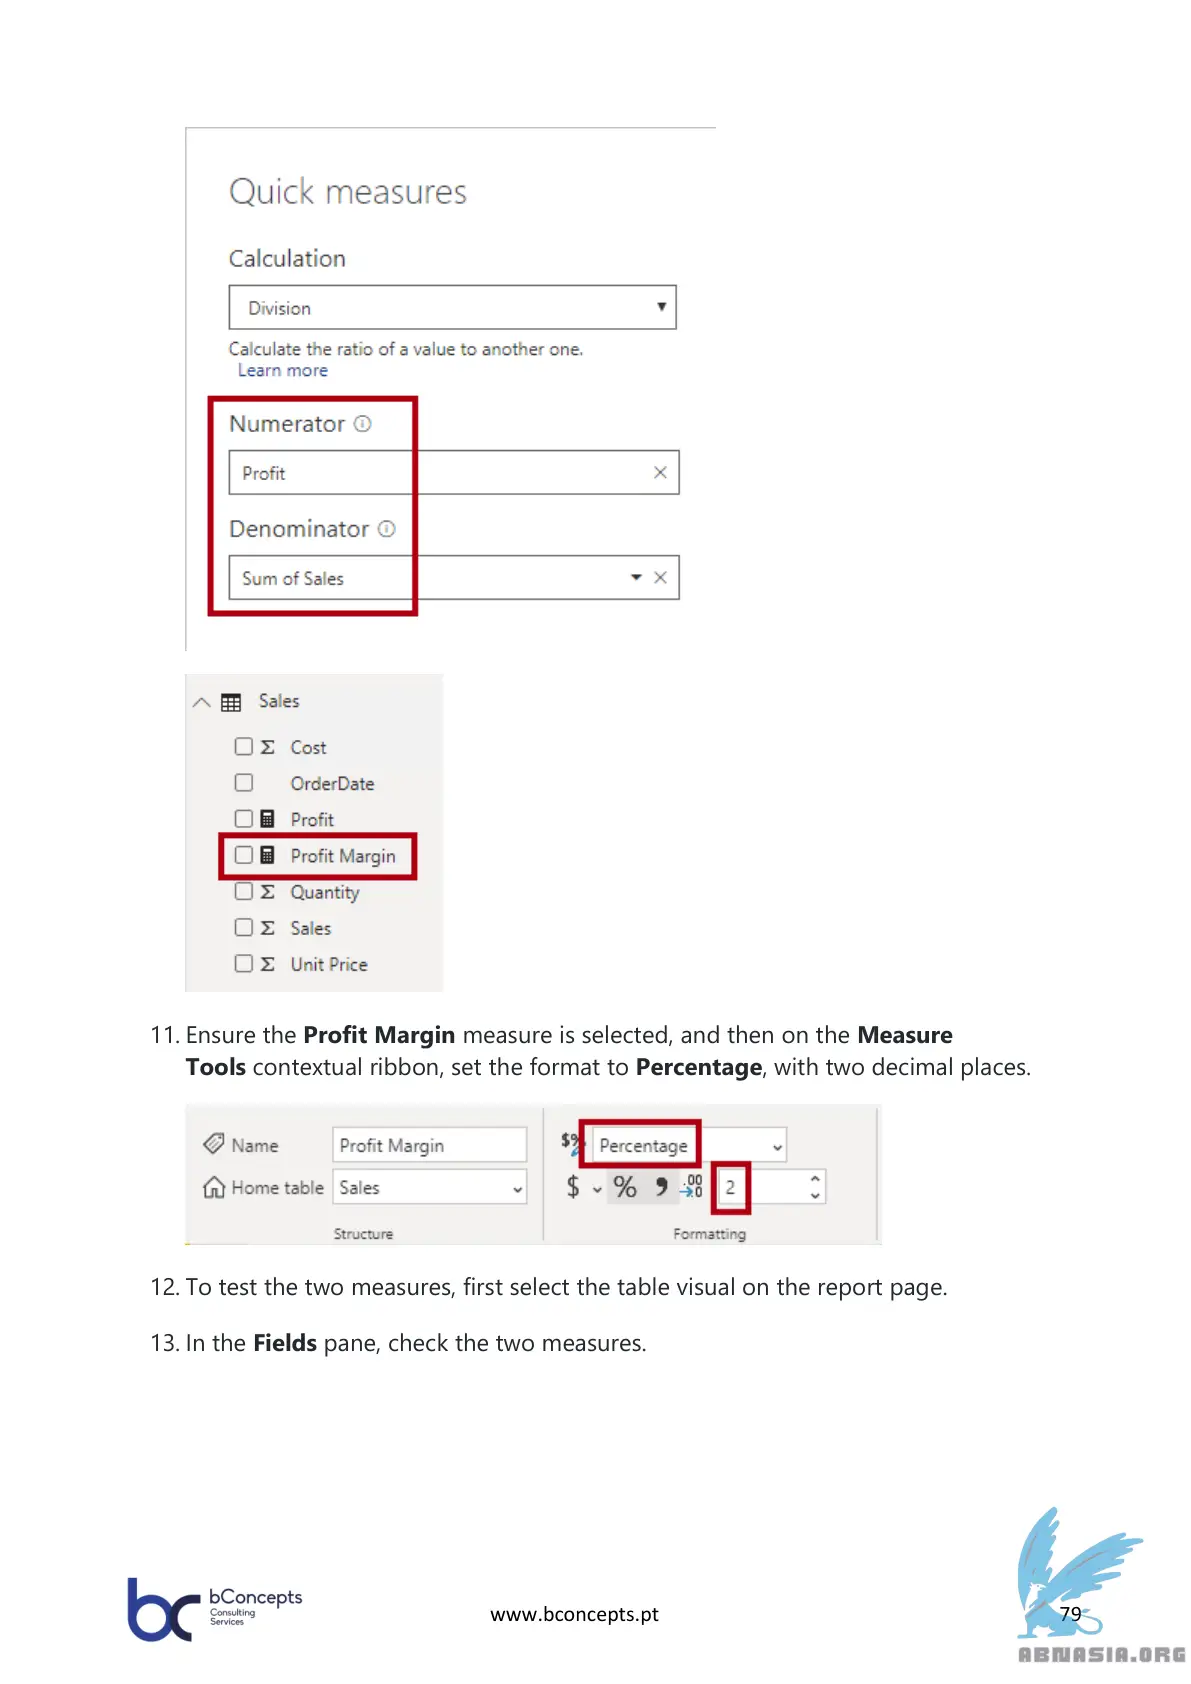 Quick measures
Calculation
Division
Calculate the ratio of a value to another one.
Learn more
Numerator
Profit
Denominator
Sum of Sales
Sales
Σ Cost
OrderDate
Profit
Profit Margin
Σ Quantity
Σ Sales
Σ Unit Price
11. Ensure the Profit Margin measure is selected, and then on the Measure
Tools contextual ribbon, set the format to Percentage, with two decimal places.
Name Profit Margin $% Percentage
Home table Sales $ % , .00 .0 2
Structure Formatting
12. To test the two measures, first select the table visual on the report page.
13. In the Fields pane, check the two measures.
bc bConcepts
Consulting
Services
www.bconcepts.pt
79
ABNASIA.ORG